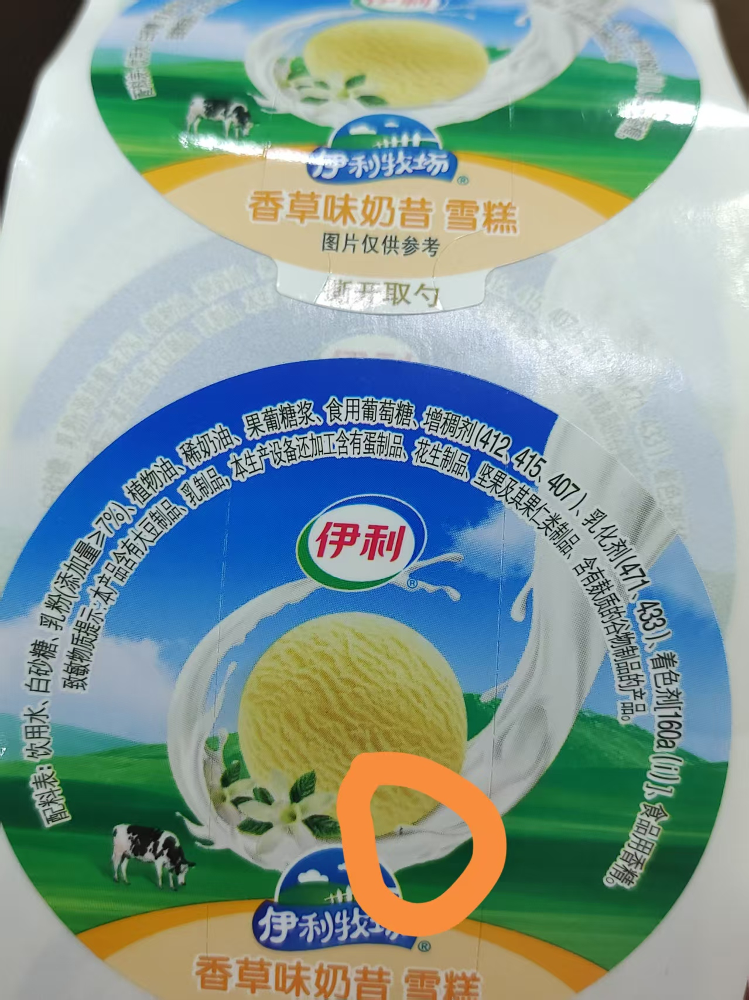 伊利牧场®
香草味奶昔 雪糕
图片仅供参考
撕开取勺
配料表：饮用水、白砂糖、乳粉(添加量≥7%)、植物油、稀奶油、果葡糖浆、食用葡萄糖、增稠剂(412、415、407)、乳化剂(471、433)、着色剂[160a(ii)]、食品用香精。
致敏物质提示：本产品含有大豆制品、乳制品，本生产设备还加工含有蛋制品、花生制品、坚果及其果仁类制品、含有麸质的谷物制品的产品。
伊利®
伊利牧场®
香草味奶昔 雪糕